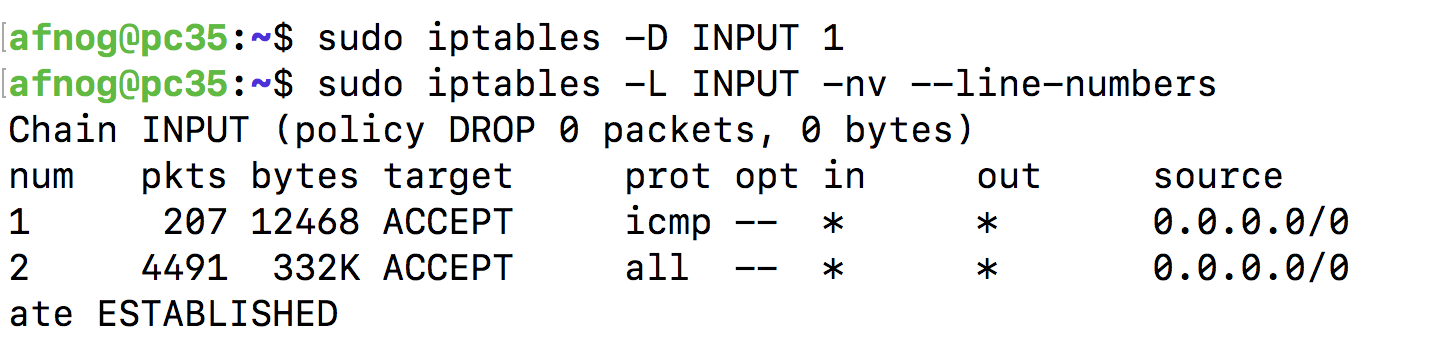 afnog@pc35:~$ sudo iptables -D INPUT 1
afnog@pc35:~$ sudo iptables -L INPUT -nv --line-numbers
Chain INPUT (policy DROP 0 packets, 0 bytes)
num   pkts bytes target     prot opt in     out     source
1      207 12468 ACCEPT     icmp --  *      *       0.0.0.0/0
2     4491  332K ACCEPT     all  --  *      *       0.0.0.0/0
ate ESTABLISHED